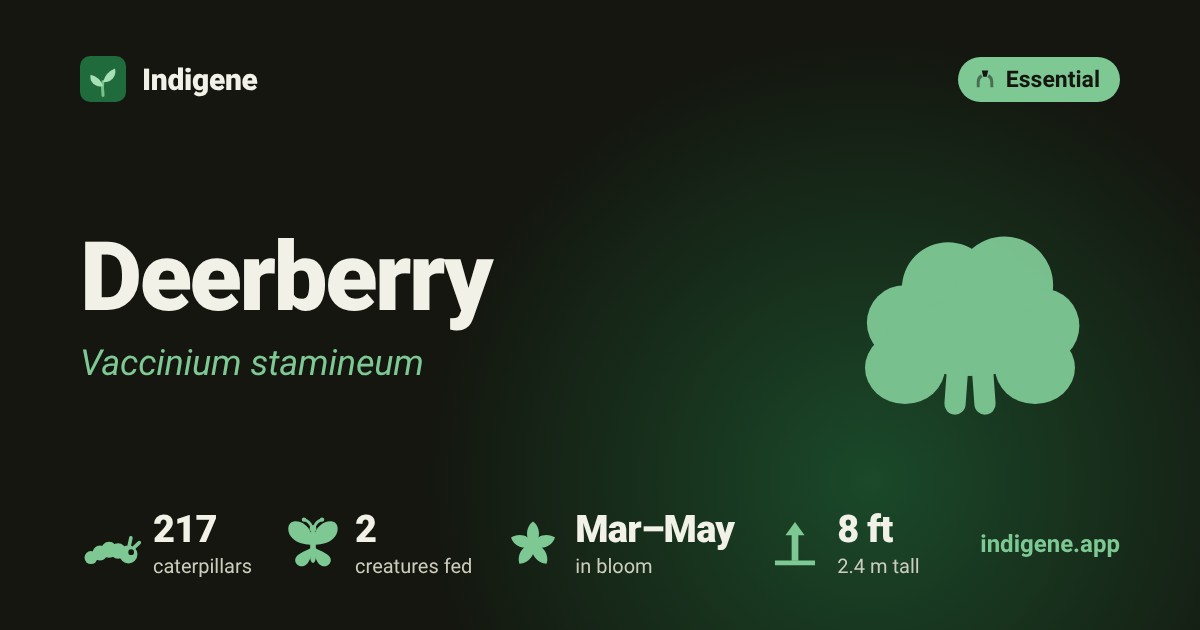 Indigene
Essential
Deerberry
Vaccinium stamineum
217
caterpillars
2
creatures fed
Mar–May
in bloom
8 ft
2.4 m tall
indigene.app